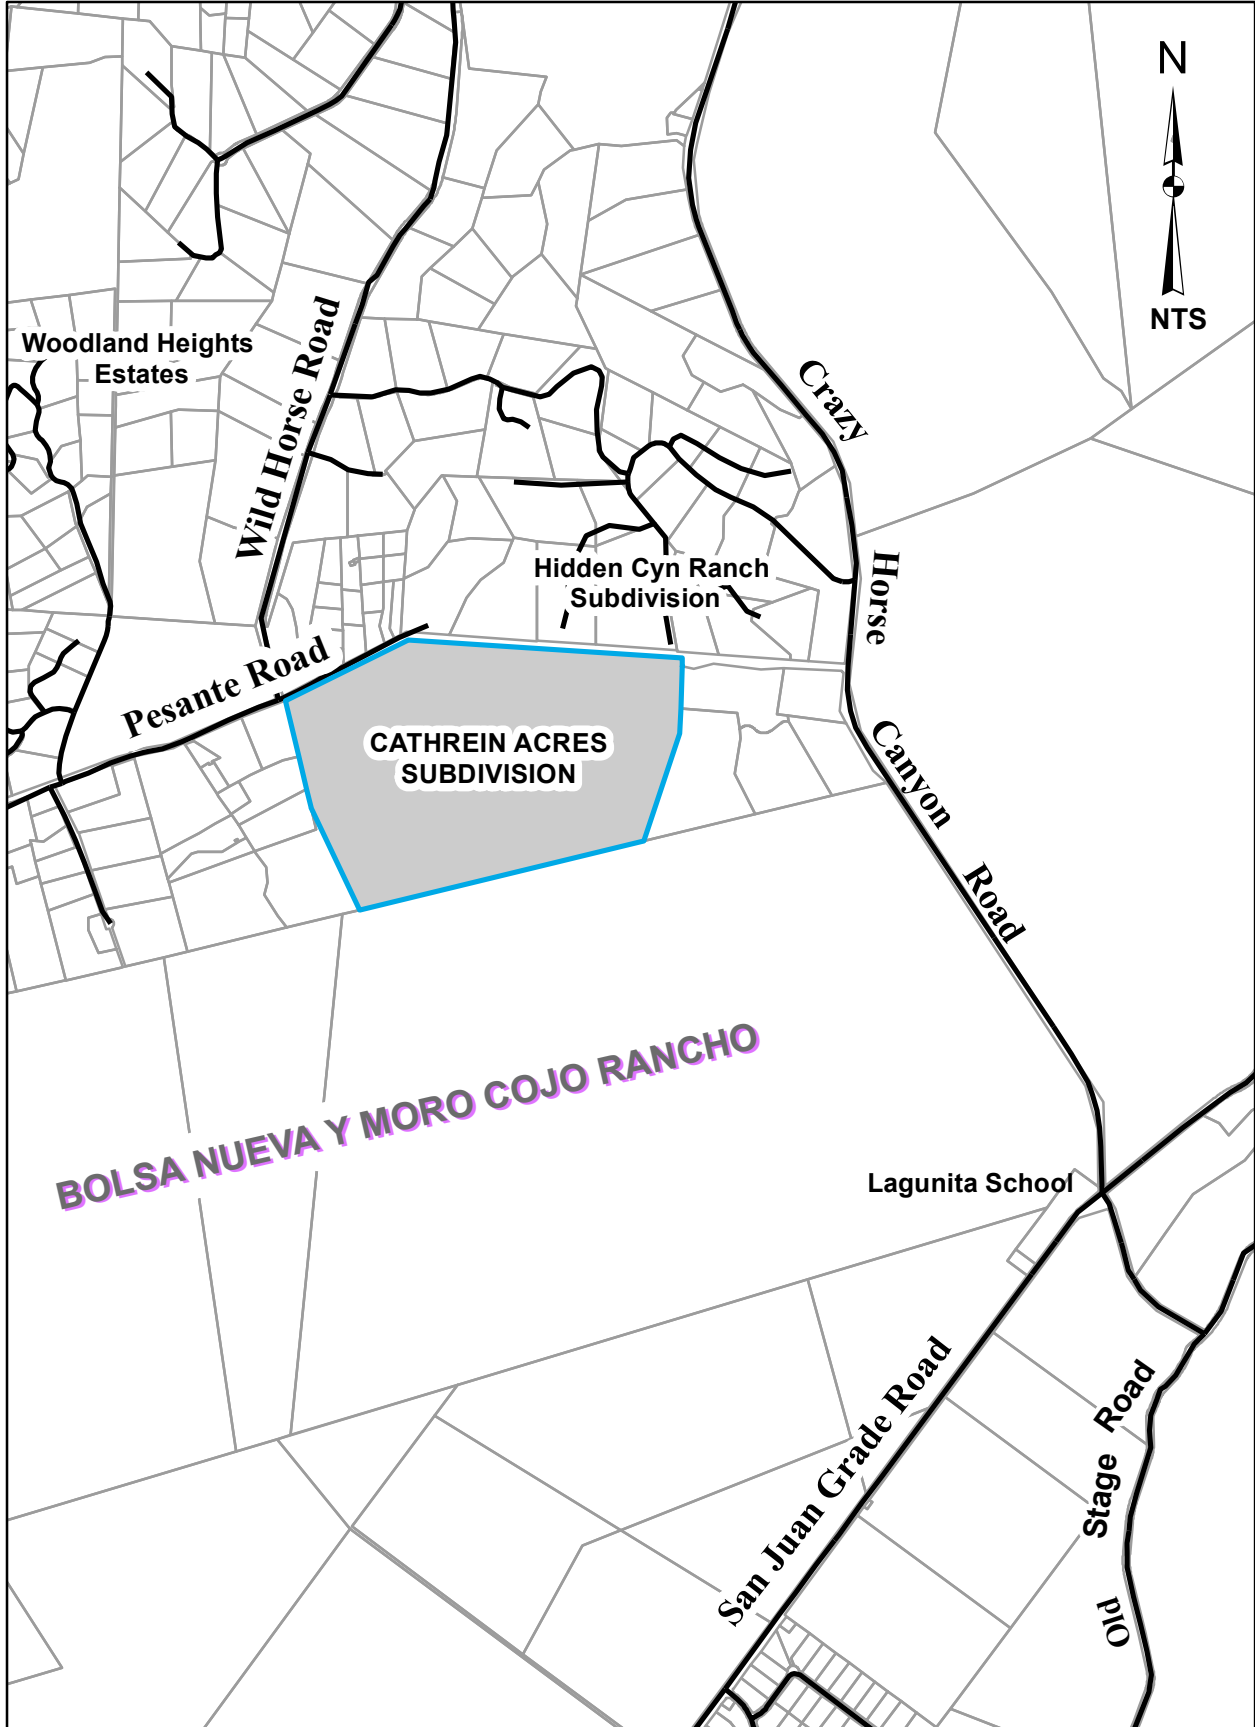 N
NTS
Woodland Heights
Estates
Wild Horse Road
Crazy
Horse
Canyon
Road
Hidden Cyn Ranch
Subdivision
Pesante Road
CATHREIN ACRES
SUBDIVISION
BOLSA NUEVA Y MORO COJO RANCHO
Lagunita School
San Juan Grade Road
Old
Stage
Road